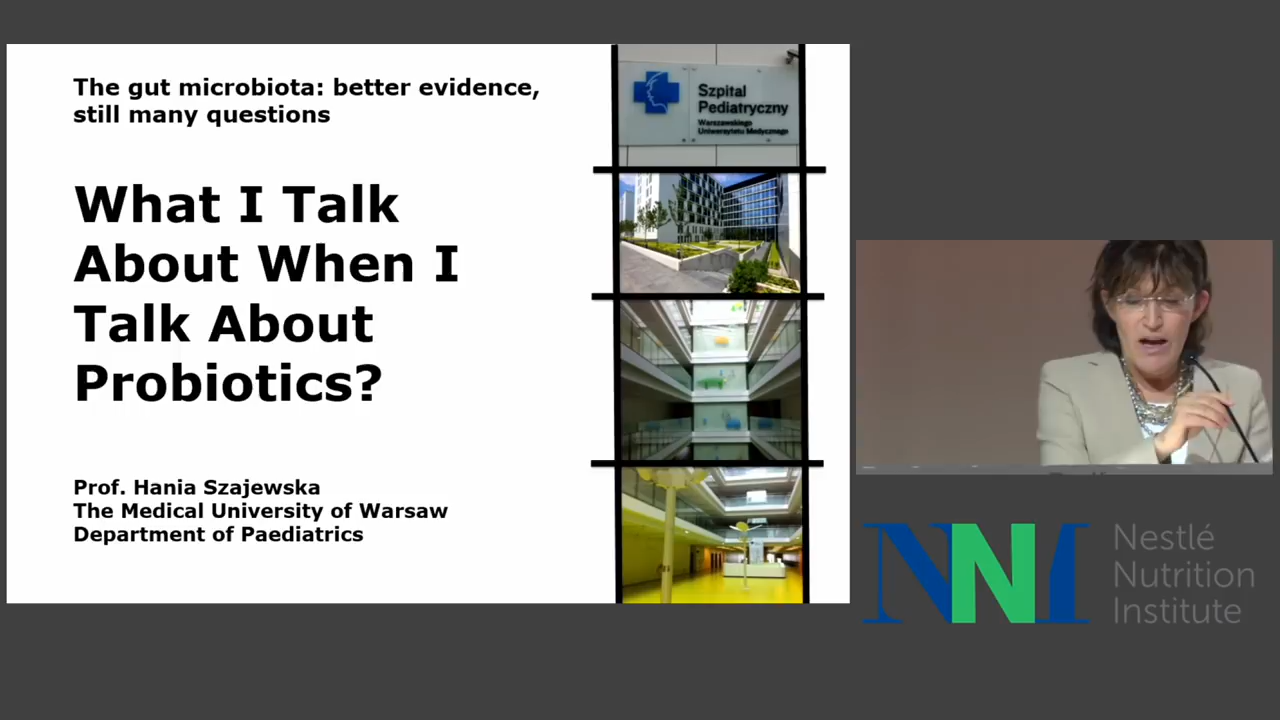 The gut microbiota: better evidence,
still many questions
What I Talk
About When I
Talk About
Probiotics?
Prof. Hania Szajewska
The Medical University of Warsaw
Department of Paediatrics
Szpital
Pediatryczny
Warszawskiego
Uniwersytetu Medycznego
NNI
Nestlé
Nutrition
Institute